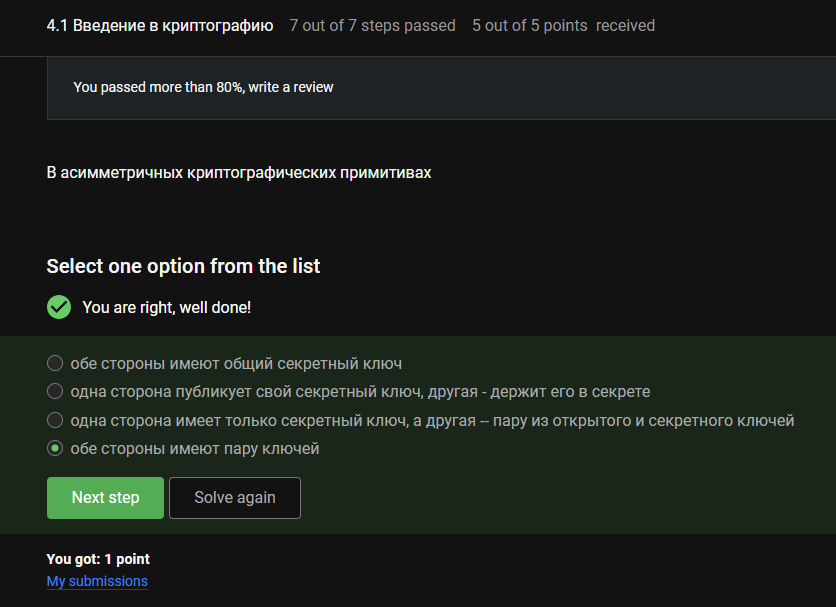 4.1 Введение в криптографию 7 out of 7 steps passed 5 out of 5 points received
You passed more than 80%, write a review
В асимметричных криптографических примитивах
Select one option from the list
You are right, well done!
обе стороны имеют общий секретный ключ
одна сторона публикует свой секретный ключ, другая - держит его в секрете
одна сторона имеет только секретный ключ, а другая -- пару из открытого и секретного ключей
обе стороны имеют пару ключей
Next step Solve again
You got: 1 point
My submissions